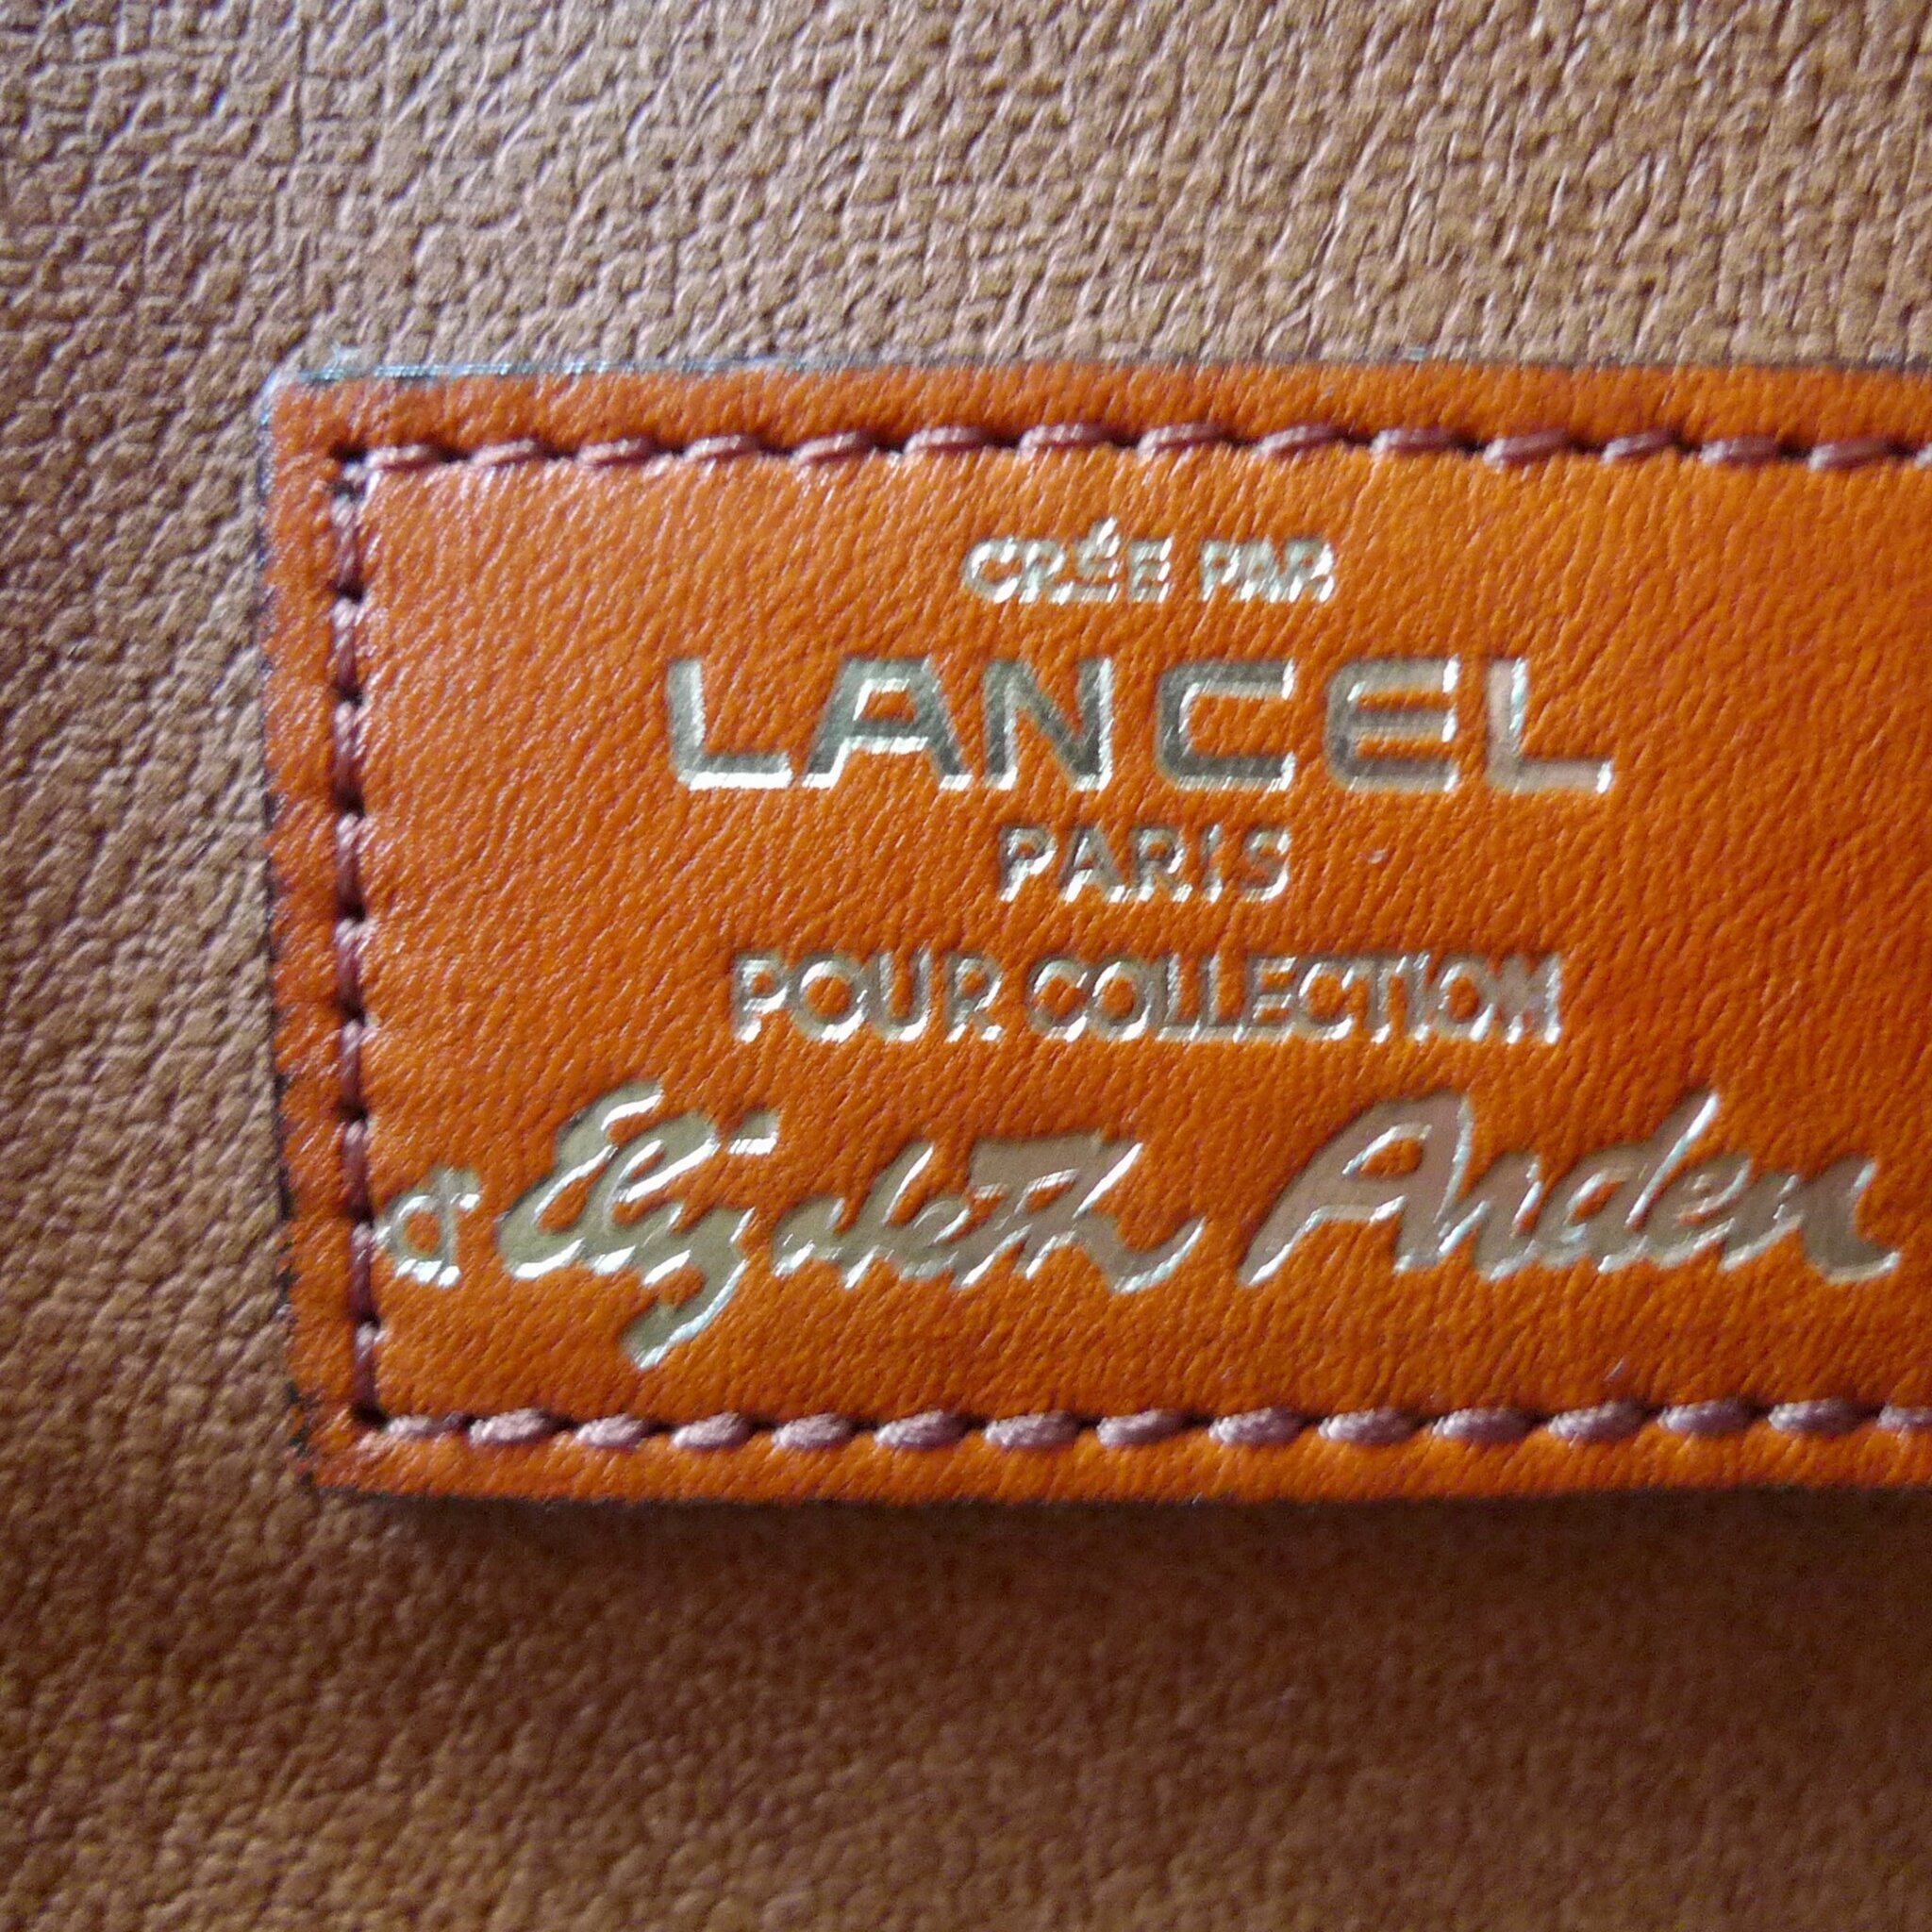 CRÉE PAR
LANCEL
PARIS
POUR COLLECTION
d' Elizabeth Arden